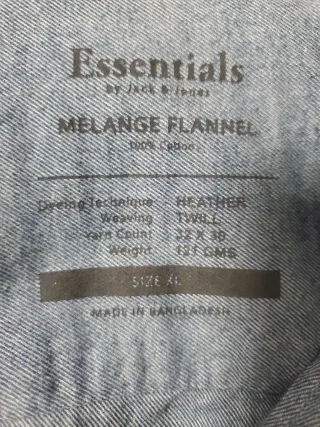 Essentials
by Jack & Jones
MELANGE FLANNEL
100% Cotton
Dyeing Technique : HEATHER
Weaving : TWILL
Yarn Count : 32 X 30
Weight : 121 GMS
SIZE XL
MADE IN BANGLADESH